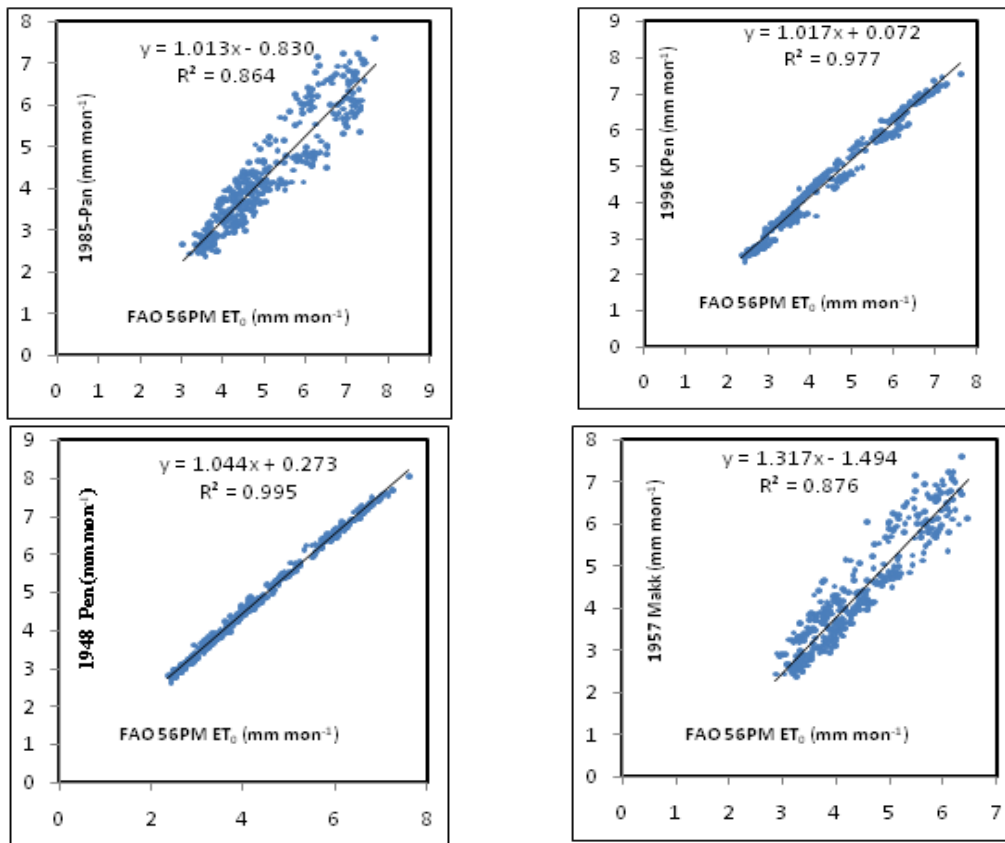 8
7
6
5
4
3
2
1
0
y = 1.013x - 0.830
R² = 0.864
1985-Pan (mm mon⁻¹)
FAO 56PM ET₀ (mm mon⁻¹)
0 1 2 3 4 5 6 7 8 9
9
8
7
6
5
4
3
2
1
0
y = 1.017x + 0.072
R² = 0.977
1996 KPen (mm mon⁻¹)
FAO 56PM ET₀ (mm mon⁻¹)
0 1 2 3 4 5 6 7 8
9
8
7
6
5
4
3
2
1
0
y = 1.044x + 0.273
R² = 0.995
1948 Pen (mm mon⁻¹)
FAO 56PM ET₀ (mm mon⁻¹)
0 2 4 6 8
8
7
6
5
4
3
2
1
0
y = 1.317x - 1.494
R² = 0.876
1957 Makk (mm mon⁻¹)
FAO 56PM ET₀ (mm mon⁻¹)
0 1 2 3 4 5 6 7